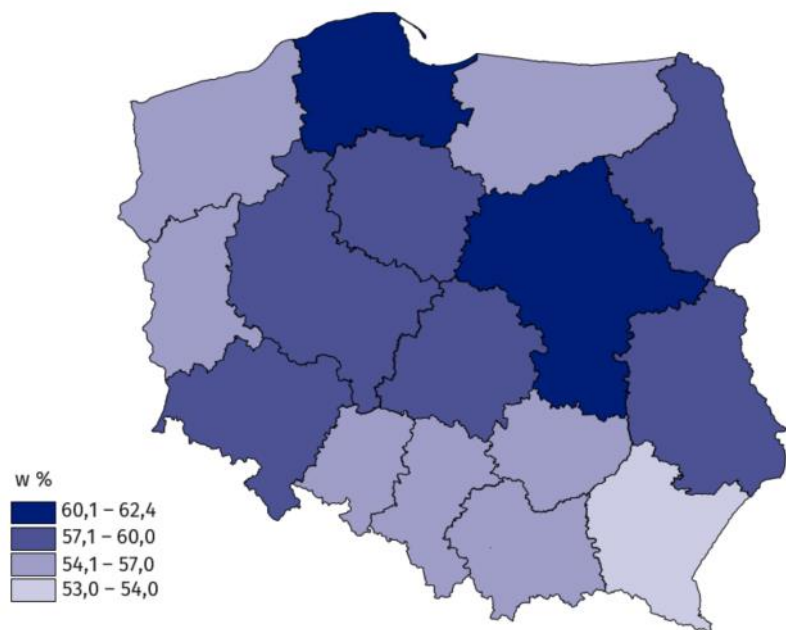 w %
60,1 – 62,4
57,1 – 60,0
54,1 – 57,0
53,0 – 54,0